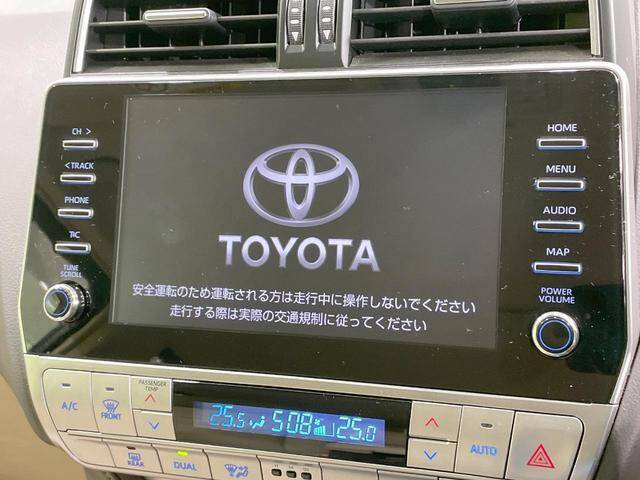 CH >
< TRACK
PHONE
T/C
TUNE
SCROLL
TOYOTA
安全運転のため運転される方は走行中に操作しないでください
走行する際は実際の交通規制に従ってください
HOME
MENU
AUDIO
MAP
POWER
VOLUME
A/C
FRONT
PASSENGER
TEMP
25.5
5:08
25.0
AUTO
REAR
DUAL